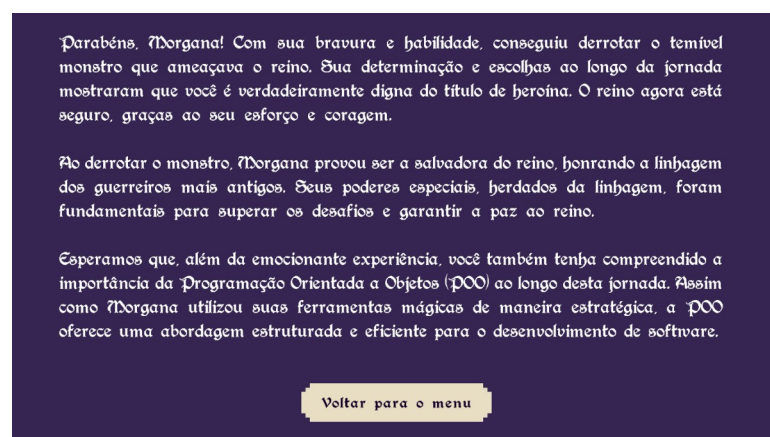 Parabéns, Morgana! Com sua bravura e habilidade, conseguiu derrotar o temível
monstro que ameaçava o reino. Sua determinação e escolhas ao longo da jornada
mostraram que você é verdadeiramente digna do título de heroína. O reino agora está
seguro, graças ao seu esforço e coragem.
Ao derrotar o monstro, Morgana provou ser a salvadora do reino, honrando a linhagem
dos guerreiros mais antigos. Seus poderes especiais, herdados da linhagem, foram
fundamentais para superar os desafios e garantir a paz ao reino.
Esperamos que, além da emocionante experiência, você também tenha compreendido a
importância da Programação Orientada a Objetos (POO) ao longo desta jornada. Assim
como Morgana utilizou suas ferramentas mágicas de maneira estratégica, a POO
oferece uma abordagem estruturada e eficiente para o desenvolvimento de software.
Voltar para o menu